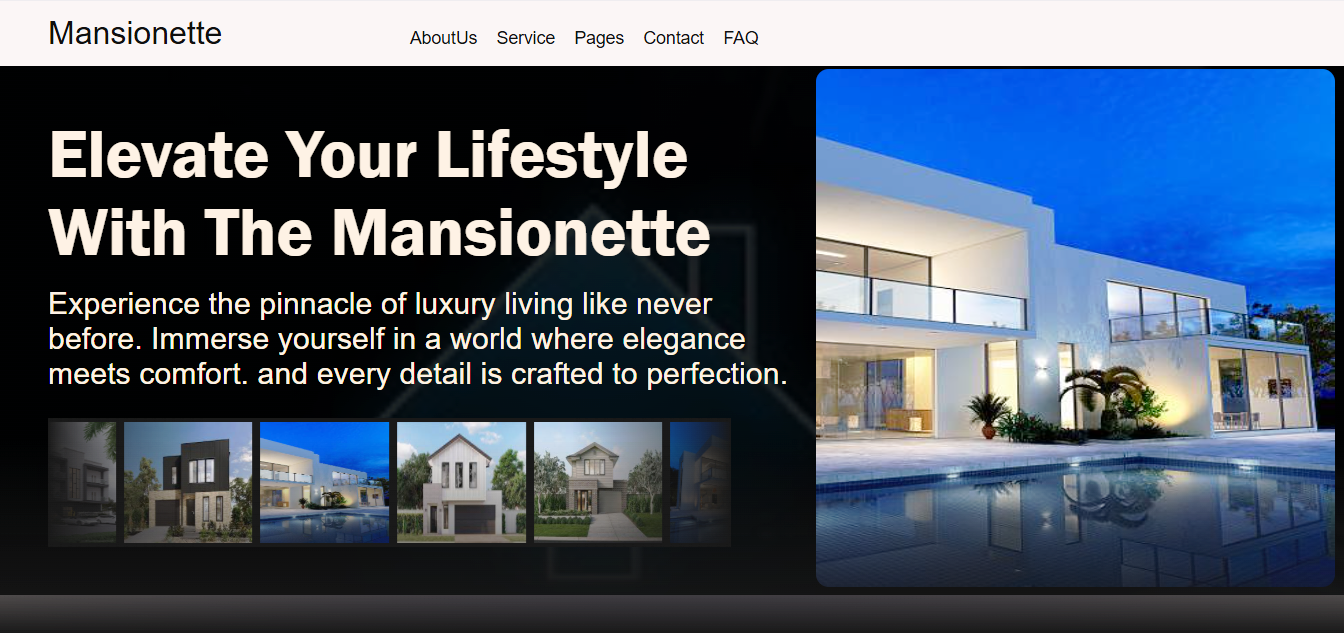 Mansionette
AboutUs Service Pages Contact FAQ
Elevate Your Lifestyle
With The Mansionette
Experience the pinnacle of luxury living like never
before. Immerse yourself in a world where elegance
meets comfort. and every detail is crafted to perfection.